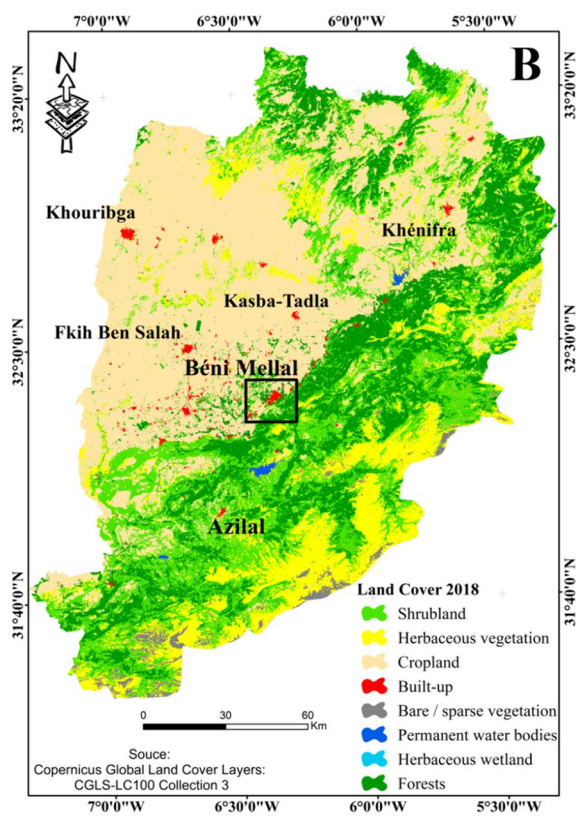 7°0'0"W 6°30'0"W 6°0'0"W 5°30'0"W
N
B
33°20'0"N
33°20'0"N
Khouribga
Khénifra
Kasba-Tadla
Fkih Ben Salah
32°30'0"N
32°30'0"N
Béni Mellal
Azilal
31°40'0"N
31°40'0"N
Land Cover 2018
Shrubland
Herbaceous vegetation
Cropland
Built-up
Bare / sparse vegetation
Permanent water bodies
Herbaceous wetland
Forests
0 30 60
Km
Souce:
Copernicus Global Land Cover Layers:
CGLS-LC100 Collection 3
7°0'0"W 6°30'0"W 6°0'0"W 5°30'0"W